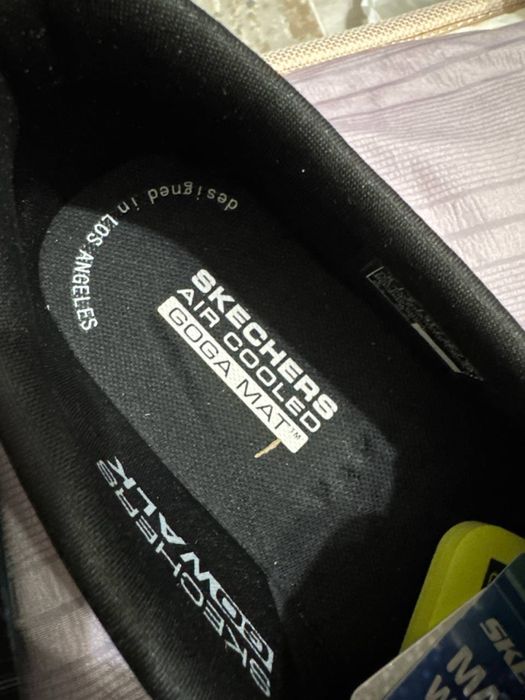 designed in LOS ANGELES
SKECHERS
AIR COOLED
GOGA MAT™
SKECHERS
GOWALK